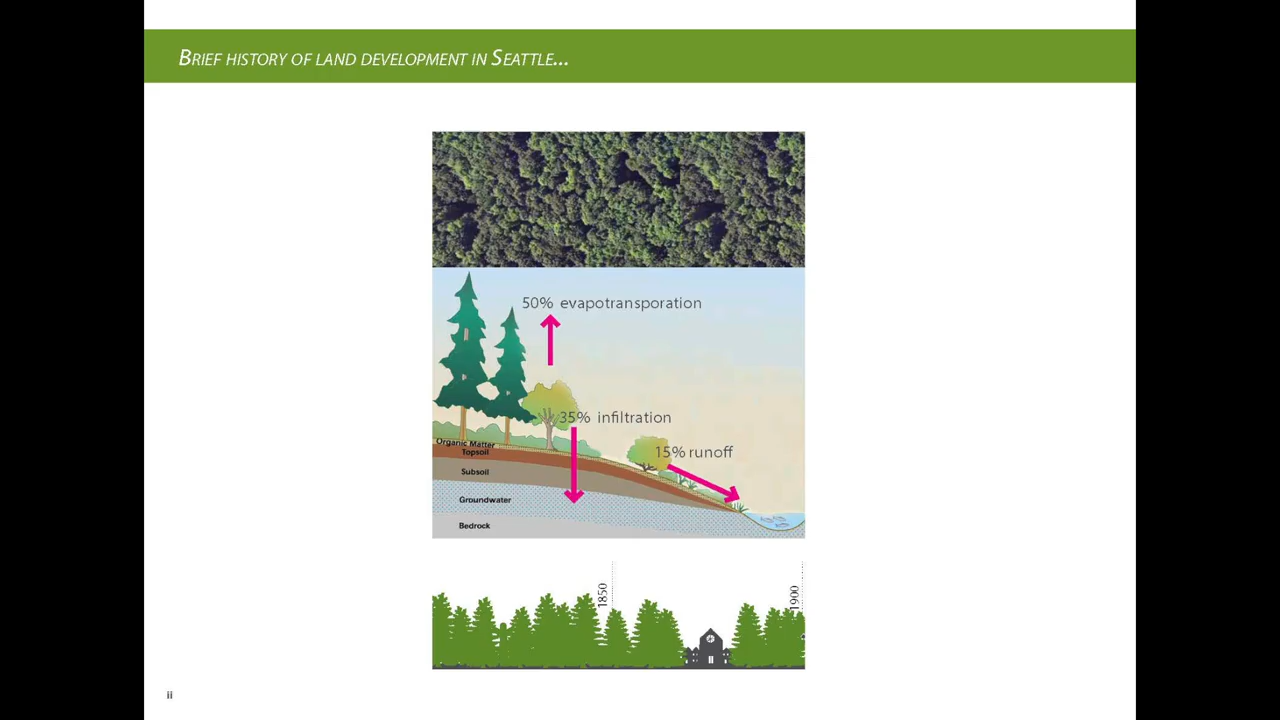 BRIEF HISTORY OF LAND DEVELOPMENT IN SEATTLE...
50% evapotransporation
35% infiltration
15% runoff
Organic Matter
Topsoil
Subsoil
Groundwater
Bedrock
1850
1900
ii